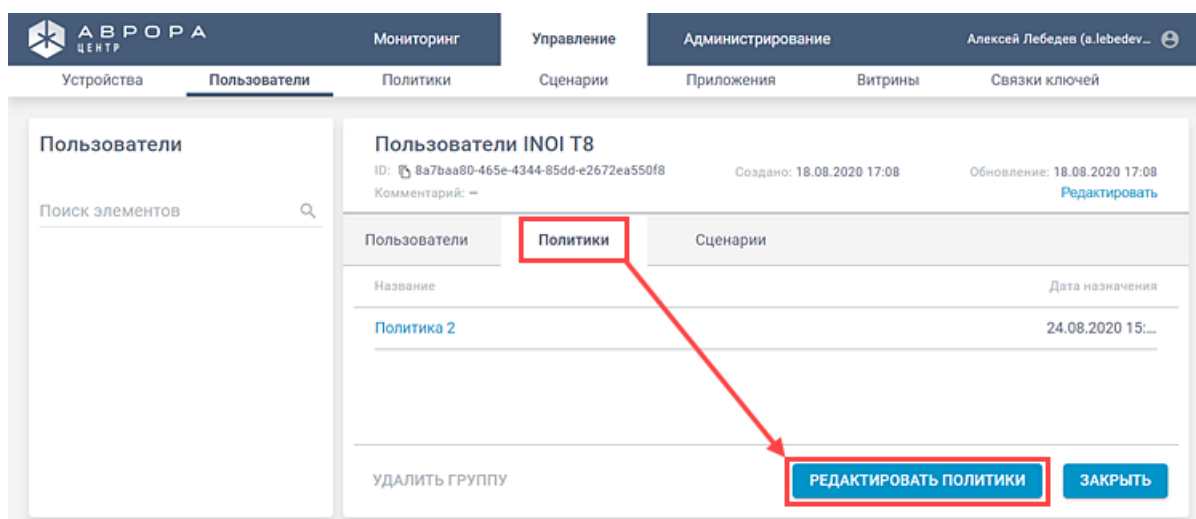 АВРОРА
ЦЕНТР
Мониторинг Управление Администрирование Алексей Лебедев (a.lebedev...
Устройства Пользователи Политики Сценарии Приложения Витрины Связки ключей
Пользователи
Поиск элементов
Пользователи INOI T8
ID: 8a7baa80-465e-4344-85dd-e2672ea550f8 Создано: 18.08.2020 17:08 Обновление: 18.08.2020 17:08
Комментарий: — Редактировать
Пользователи Политики Сценарии
Название Дата назначения
Политика 2 24.08.2020 15:...
УДАЛИТЬ ГРУППУ РЕДАКТИРОВАТЬ ПОЛИТИКИ ЗАКРЫТЬ